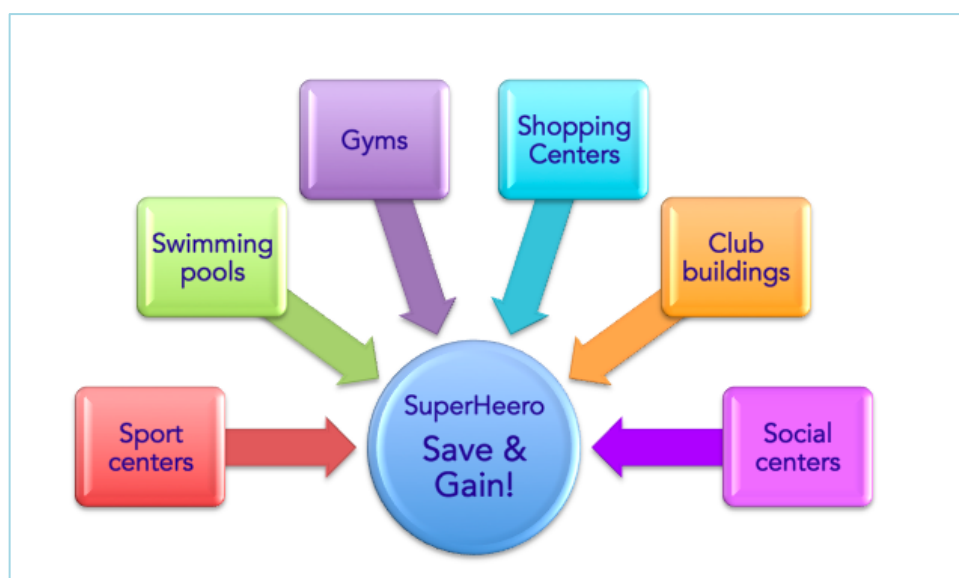 Gyms
Shopping
Centers
Swimming
pools
Club
buildings
Sport
centers
SuperHeero
Save &
Gain!
Social
centers